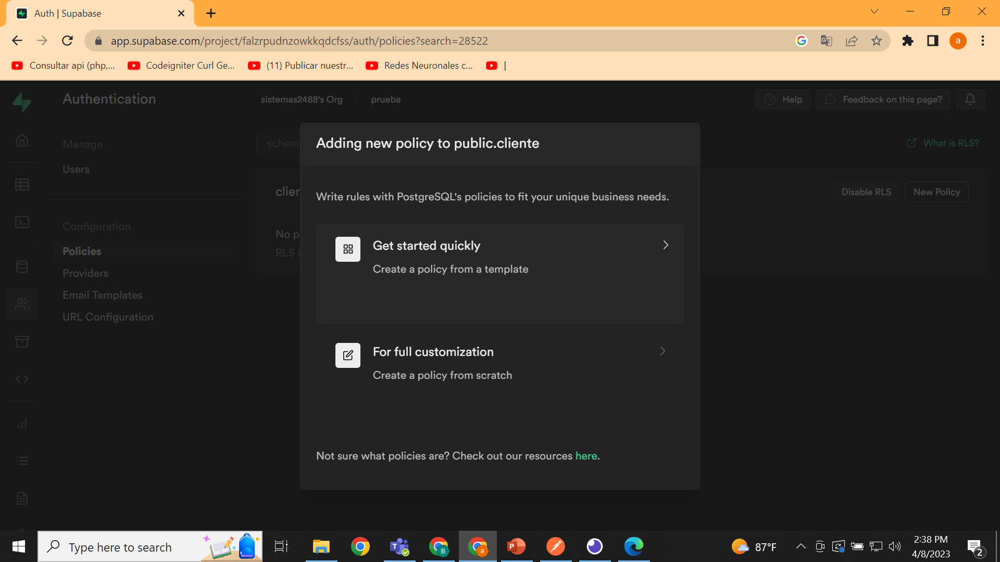 Auth | Supabase
app.supabase.com/project/falzrpudnzowkkqdcfss/auth/policies?search=28522
a
Consultar api (php,...
Codeigniter Curl Ge...
(11) Publicar nuestr...
Redes Neuronales c...
|
Authentication
sistemas2488's Org / prueba
Help
Feedback on this page?
Manage
Users
Configuration
Policies
Providers
Email Templates
URL Configuration
schem
What is RLS?
clien
Disable RLS
New Policy
No p
RLS i
Adding new policy to public.cliente
Write rules with PostgreSQL's policies to fit your unique business needs.
Get started quickly
Create a policy from a template
For full customization
Create a policy from scratch
Not sure what policies are? Check out our resources here.
Type here to search
T
B
a
P
87°F
2:38 PM
4/8/2023
2